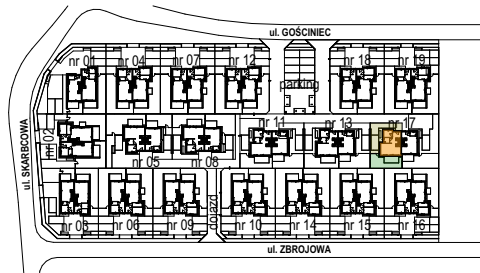 ul. GOŚCINIEC
nr 01
nr 04
nr 07
nr 12
parking
nr 18
nr 19
ul. SKARBCOWA
nr 02
nr 05
nr 08
nr 11
nr 13
nr 17
nr 03
nr 06
nr 09
dojazd
nr 10
nr 14
nr 15
nr 16
ul. ZBROJOWA